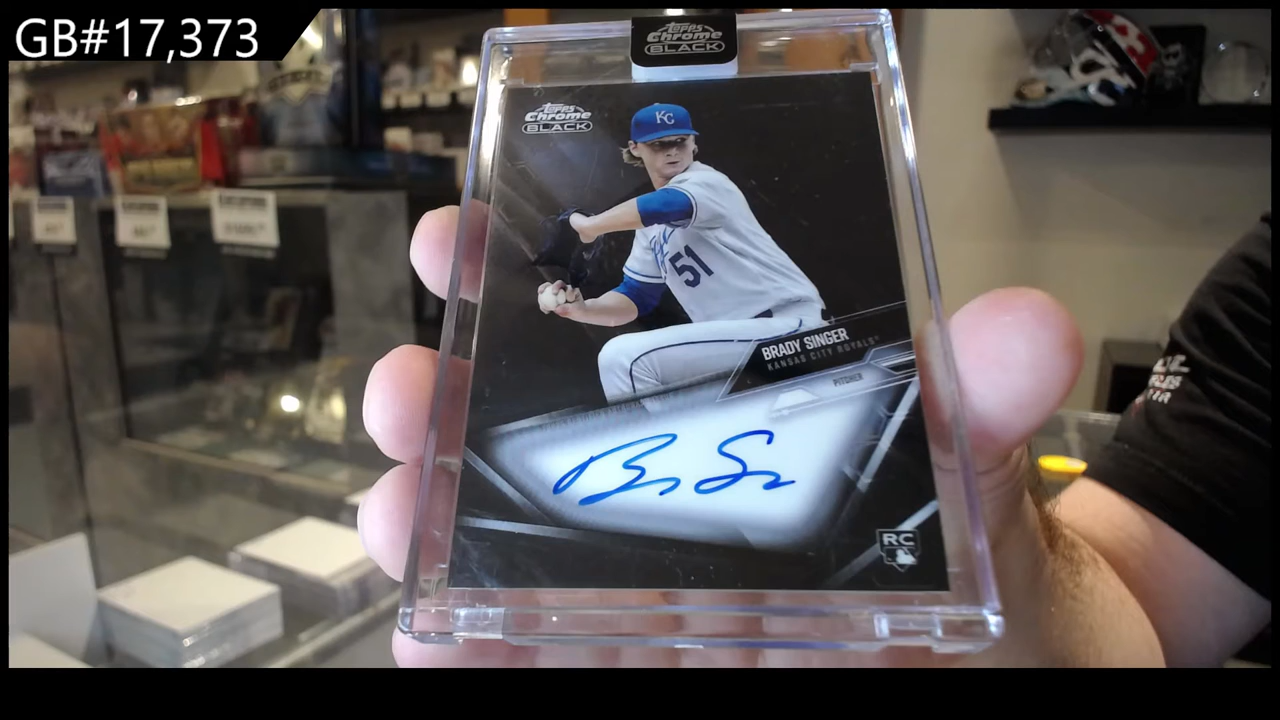 GB#17,373
Topps
Chrome
BLACK
Topps
Chrome
BLACK
KC
51
BRADY SINGER
KANSAS CITY ROYALS
PITCHER
RC